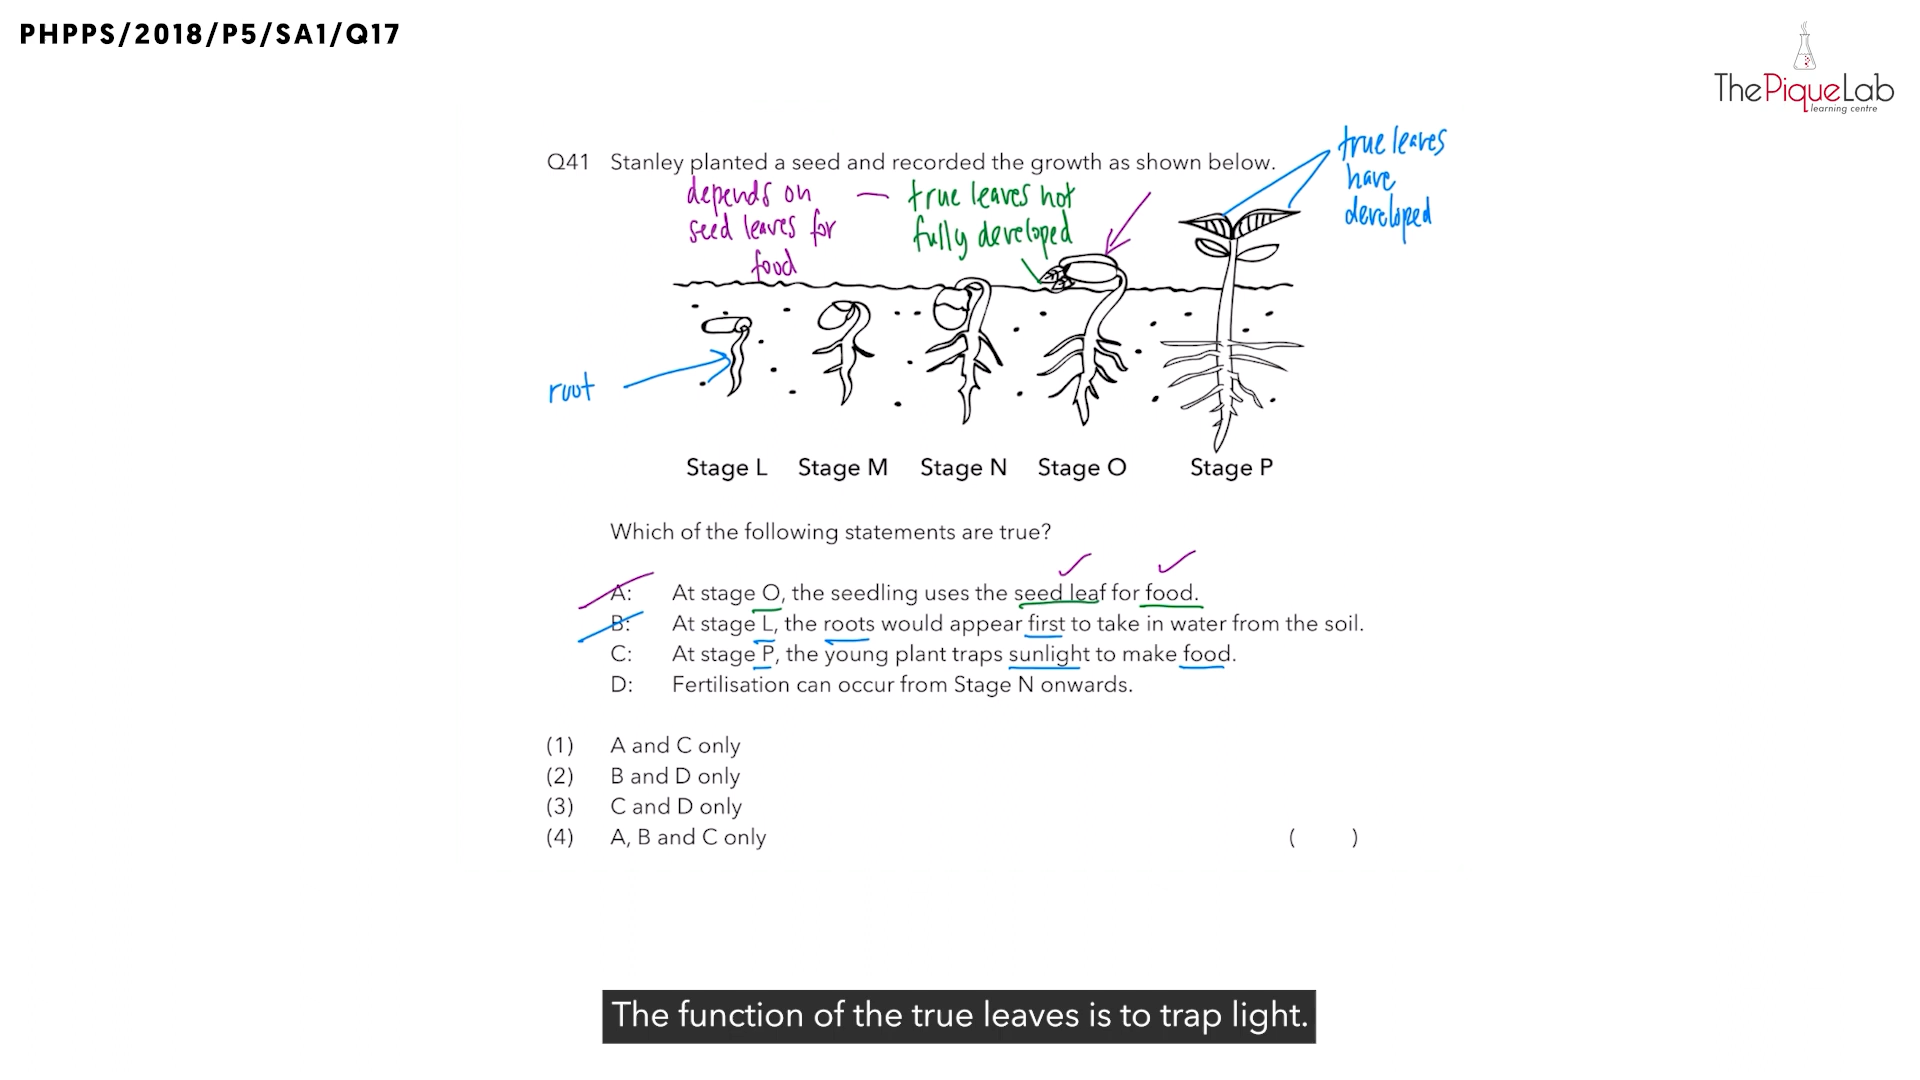 PHPPS/2018/P5/SA1/Q17
ThePiqueLab
learning centre
Q41 Stanley planted a seed and recorded the growth as shown below.
depends on
seed leaves for
food
— true leaves not
fully developed
true leaves
have
developed
root
Stage L Stage M Stage N Stage O Stage P
Which of the following statements are true?
A: At stage O, the seedling uses the seed leaf for food.
B: At stage L, the roots would appear first to take in water from the soil.
C: At stage P, the young plant traps sunlight to make food.
D: Fertilisation can occur from Stage N onwards.
(1) A and C only
(2) B and D only
(3) C and D only
(4) A, B and C only ( )
The function of the true leaves is to trap light.